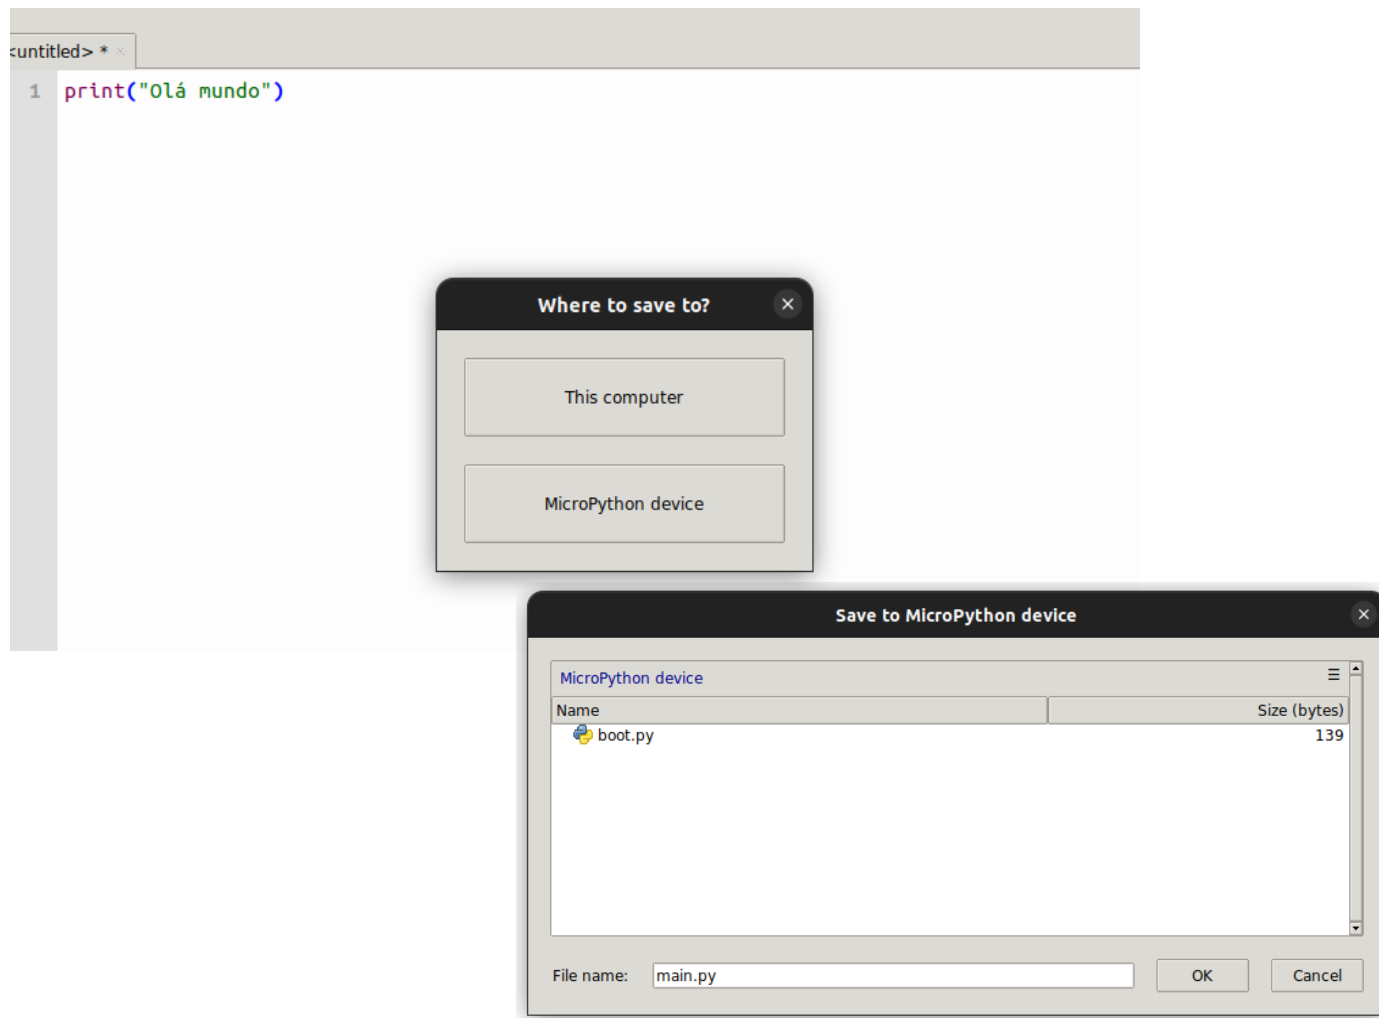 <untitled> *
1 print("Olá mundo")
Where to save to?
This computer
MicroPython device
Save to MicroPython device
MicroPython device
Name Size (bytes)
boot.py 139
File name: main.py OK Cancel